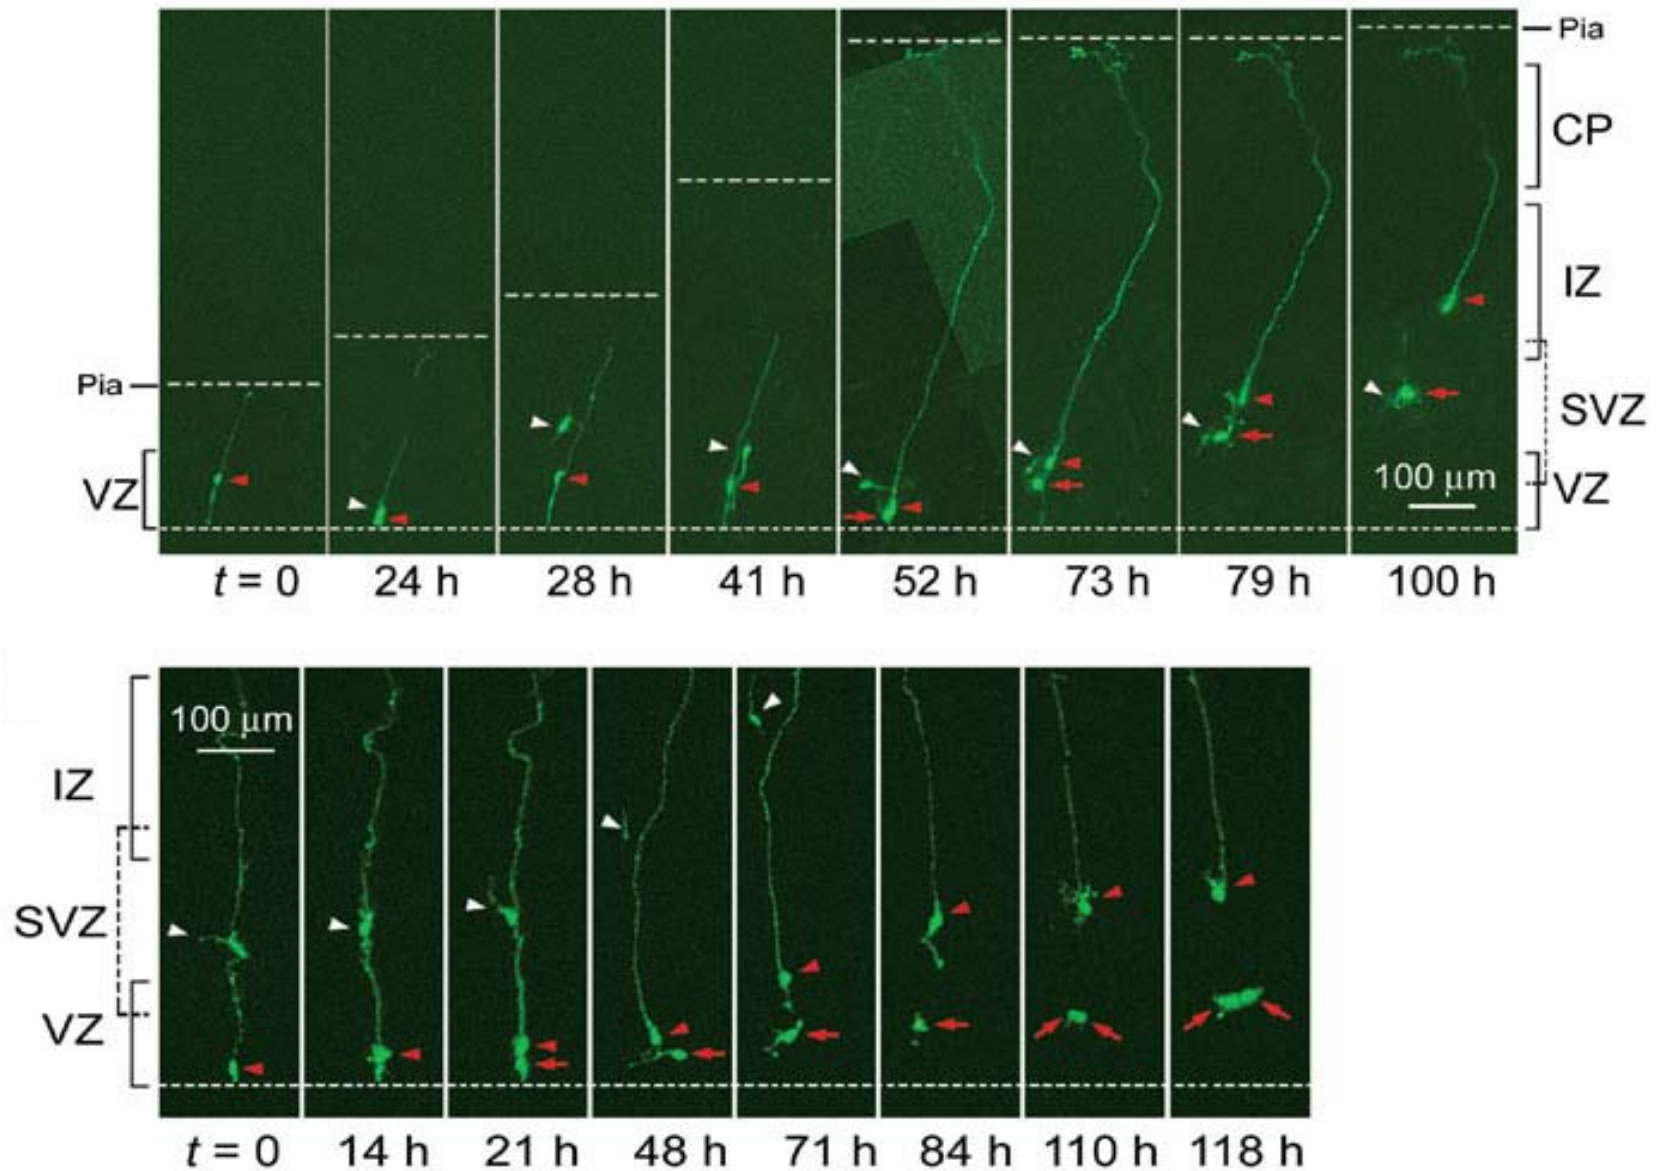 Pia
CP
IZ
Pia
SVZ
VZ
100 μm
VZ
t = 0 24 h 28 h 41 h 52 h 73 h 79 h 100 h
100 μm
IZ
SVZ
VZ
t = 0 14 h 21 h 48 h 71 h 84 h 110 h 118 h